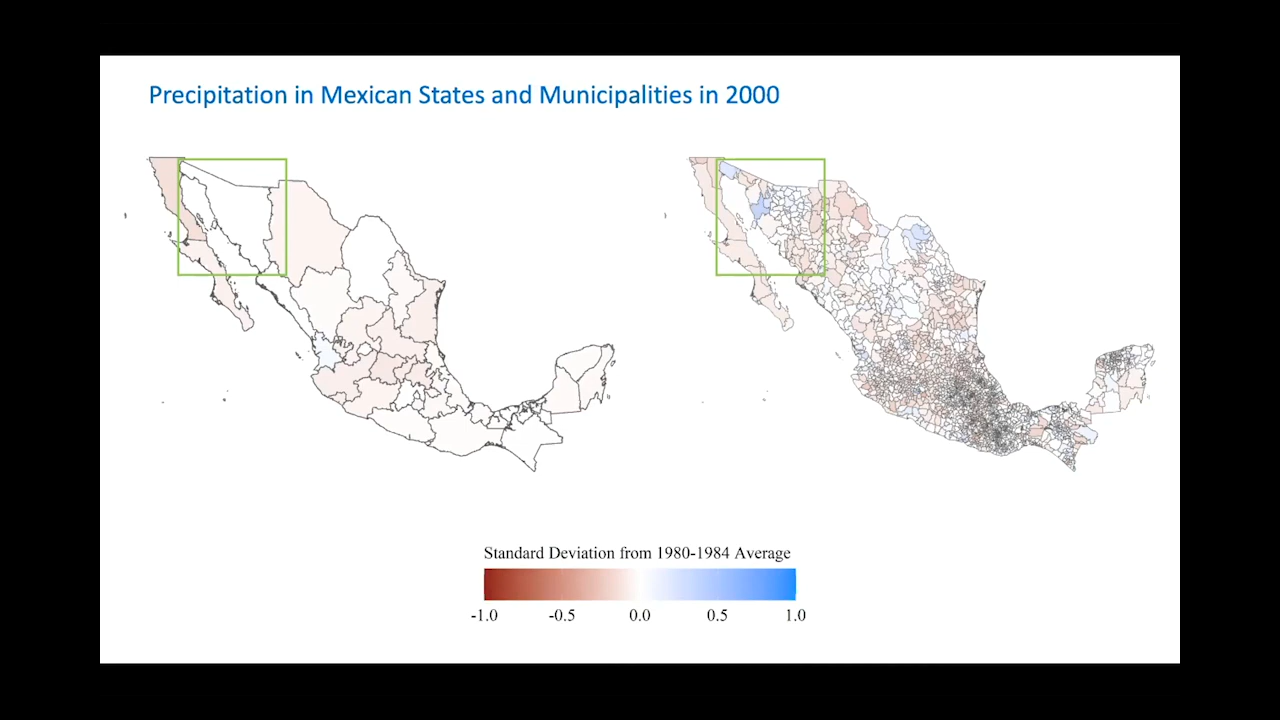 Precipitation in Mexican States and Municipalities in 2000
Standard Deviation from 1980-1984 Average
-1.0 -0.5 0.0 0.5 1.0